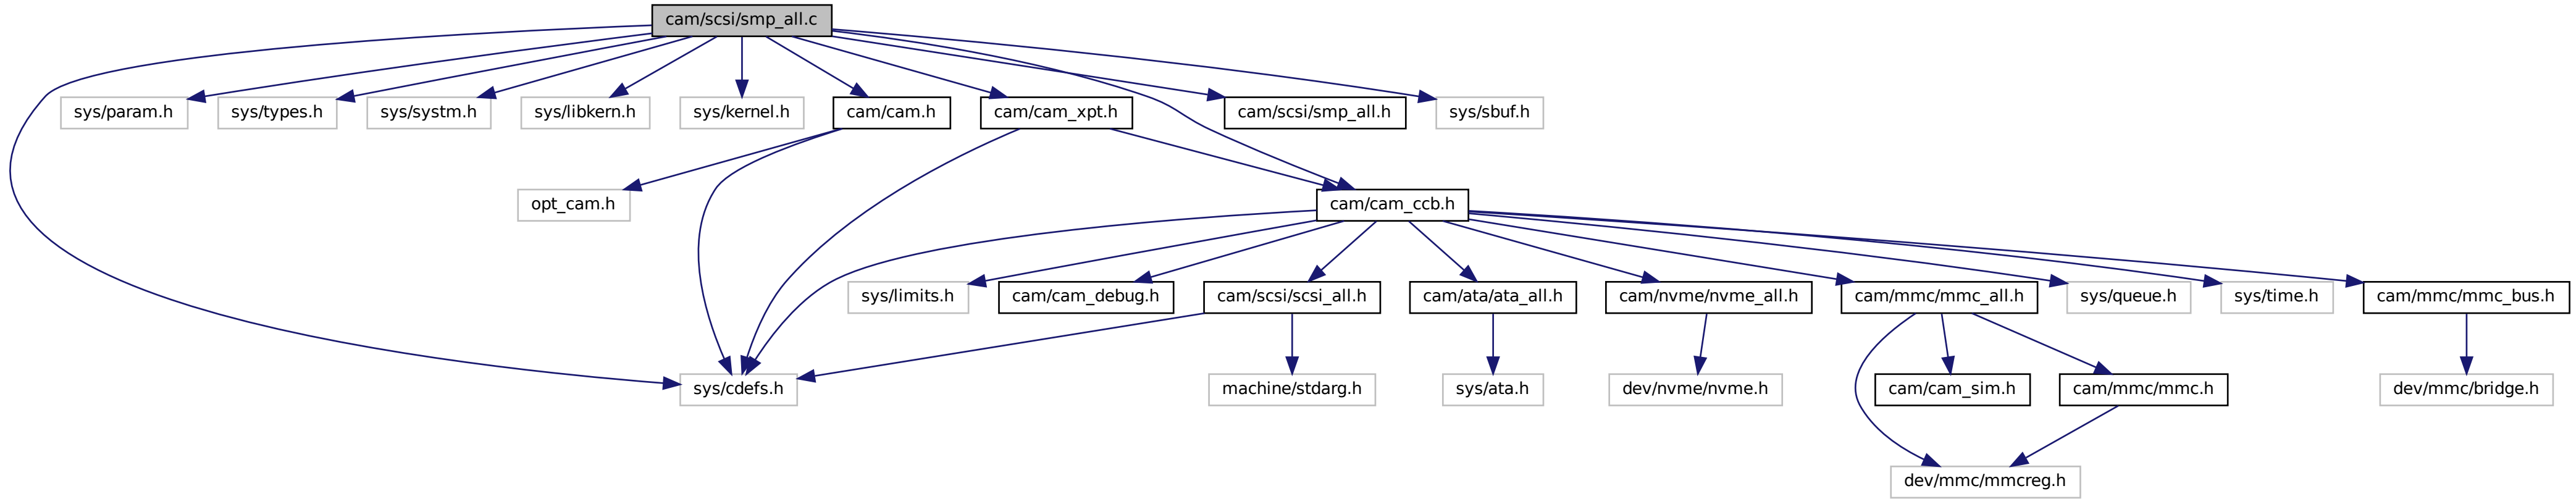 cam/scsi/smp_all.c
sys/param.h
sys/types.h
sys/systm.h
sys/libkern.h
sys/kernel.h
cam/cam.h
cam/cam_xpt.h
cam/scsi/smp_all.h
sys/sbuf.h
opt_cam.h
cam/cam_ccb.h
sys/limits.h
cam/cam_debug.h
cam/scsi/scsi_all.h
cam/ata/ata_all.h
cam/nvme/nvme_all.h
cam/mmc/mmc_all.h
sys/queue.h
sys/time.h
cam/mmc/mmc_bus.h
sys/cdefs.h
machine/stdarg.h
sys/ata.h
dev/nvme/nvme.h
cam/cam_sim.h
cam/mmc/mmc.h
dev/mmc/bridge.h
dev/mmc/mmcreg.h